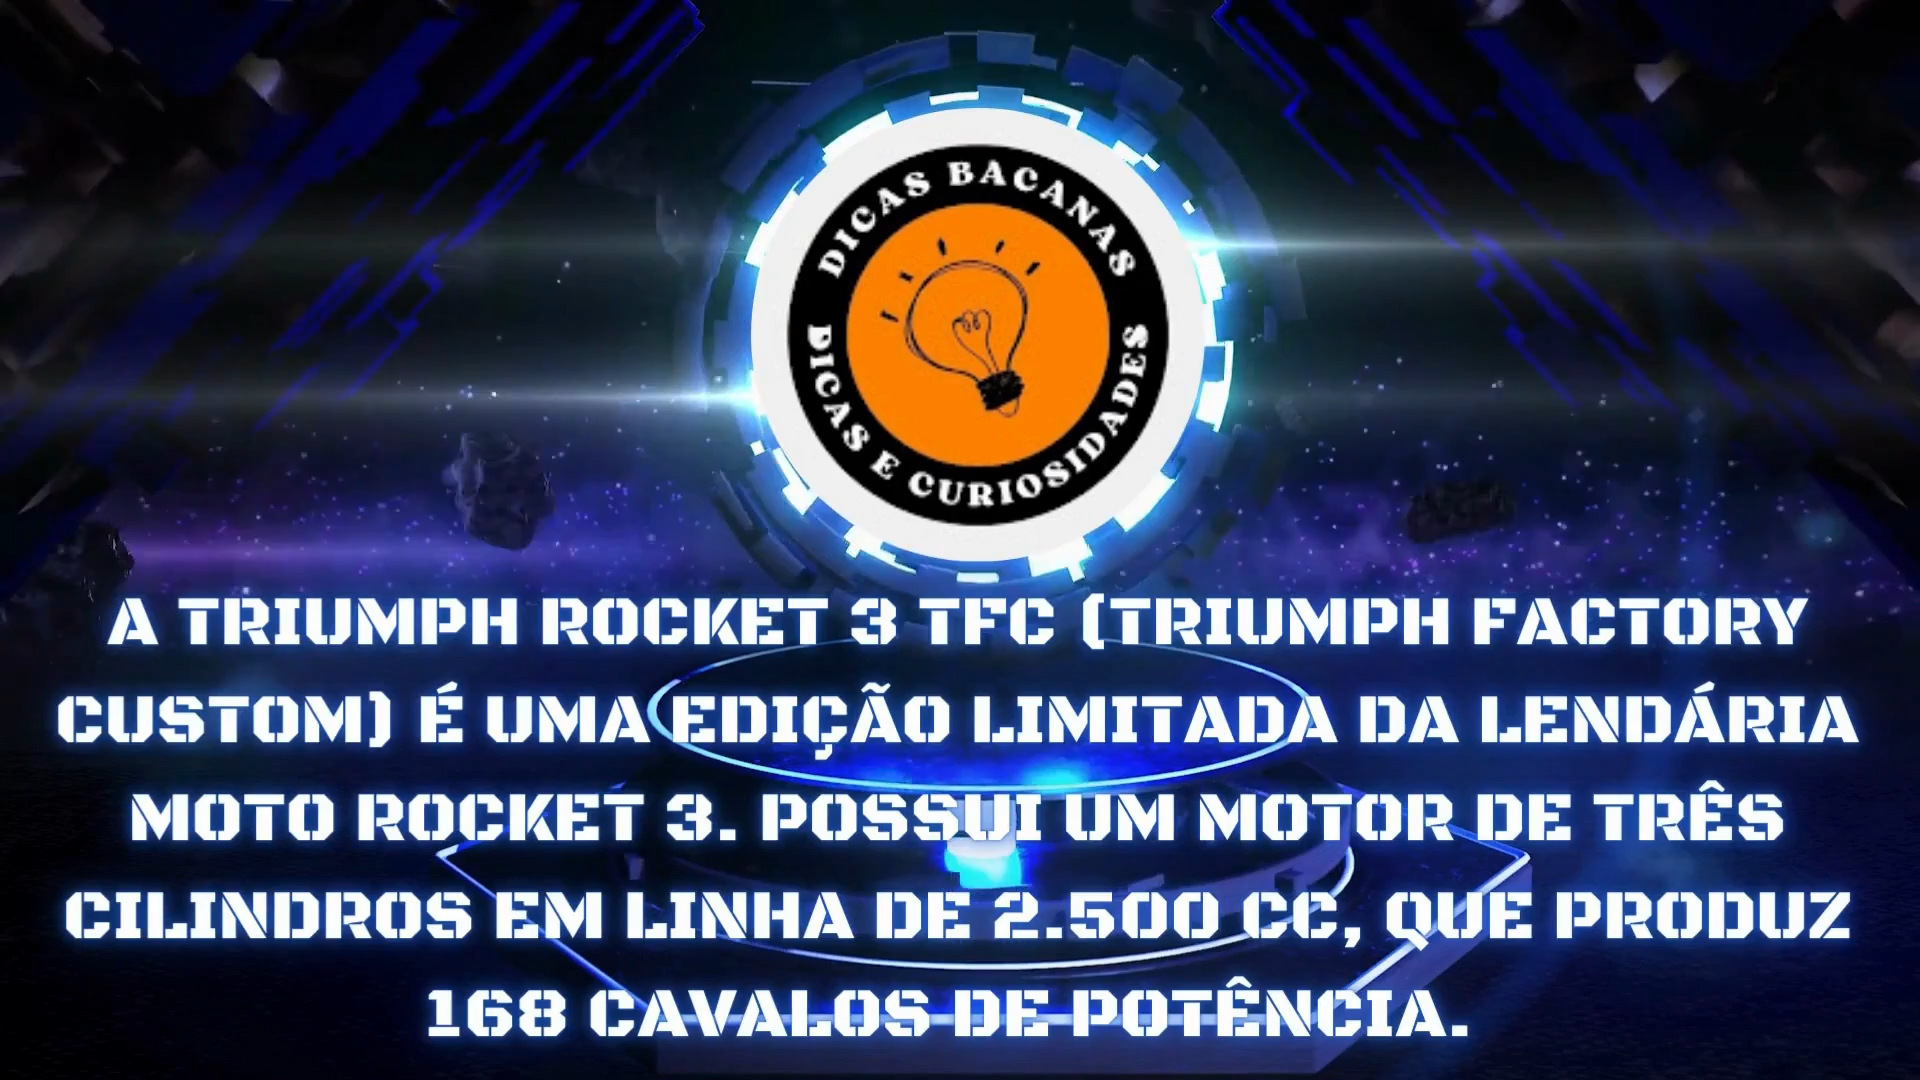 DICAS BACANAS
DICAS E CURIOSIDADES
A TRIUMPH ROCKET 3 TFC (TRIUMPH FACTORY
CUSTOM) É UMA EDIÇÃO LIMITADA DA LENDÁRIA
MOTO ROCKET 3. POSSUI UM MOTOR DE TRÊS
CILINDROS EM LINHA DE 2.500 CC, QUE PRODUZ
168 CAVALOS DE POTÊNCIA.